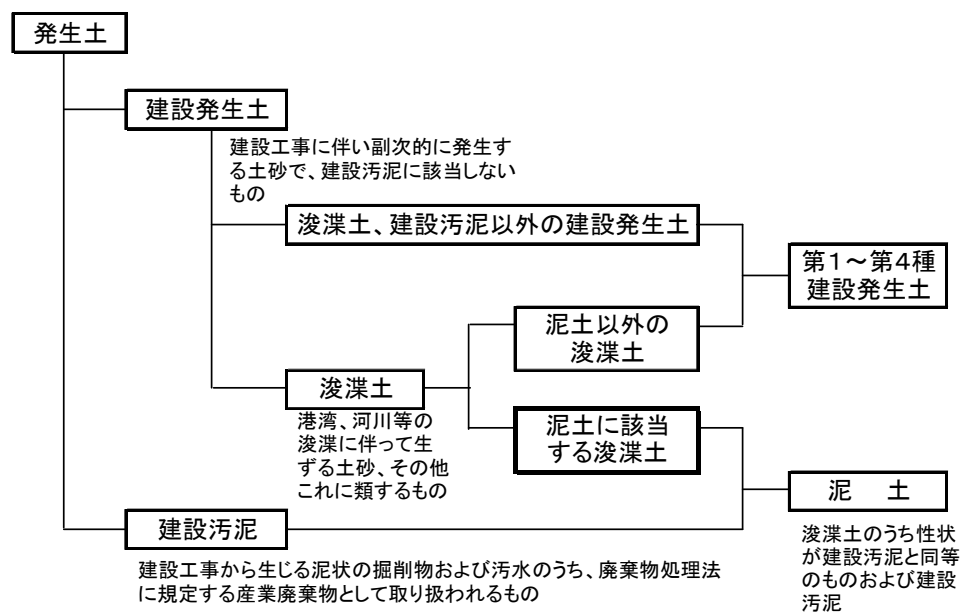 発生土
建設発生土
建設工事に伴い副次的に発生す
る土砂で、建設汚泥に該当しない
もの
浚渫土、建設汚泥以外の建設発生土
第1～第4種
建設発生土
泥土以外の
浚渫土
浚渫土
港湾、河川等の
浚渫に伴って生
ずる土砂、その他
これに類するもの
泥土に該当
する浚渫土
泥　土
浚渫土のうち性状
が建設汚泥と同等
のものおよび建設
汚泥
建設汚泥
建設工事から生じる泥状の掘削物および汚水のうち、廃棄物処理法
に規定する産業廃棄物として取り扱われるもの